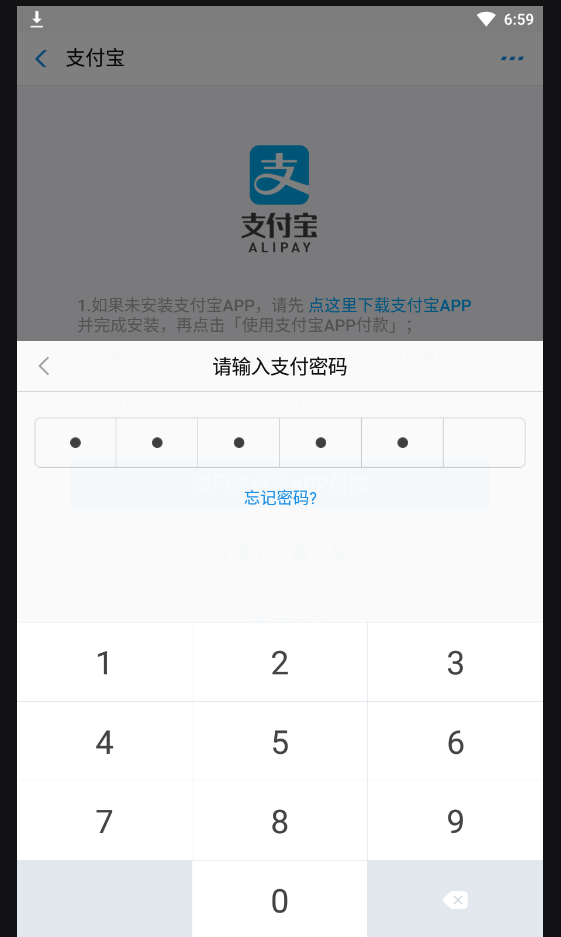 6:59
支付宝
支付宝
ALIPAY
1.如果未安装支付宝APP，请先 点这里下载支付宝APP
并完成安装，再点击「使用支付宝APP付款」；
请输入支付密码
忘记密码?
1 2 3
4 5 6
7 8 9
0